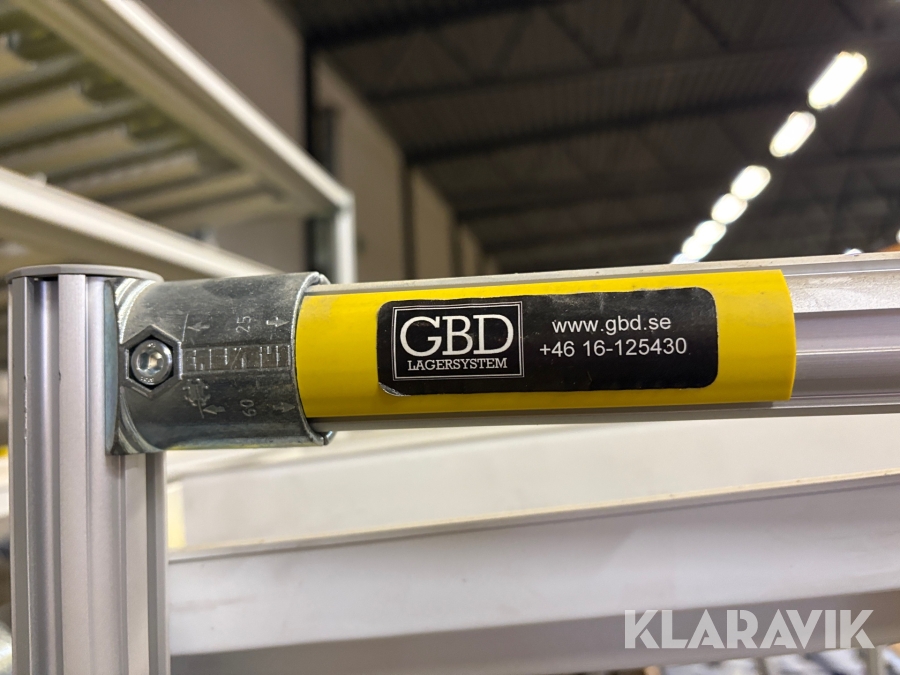 25
60
GBD
LAGERSYSTEM
www.gbd.se
+46 16-125430
KLARAVIK